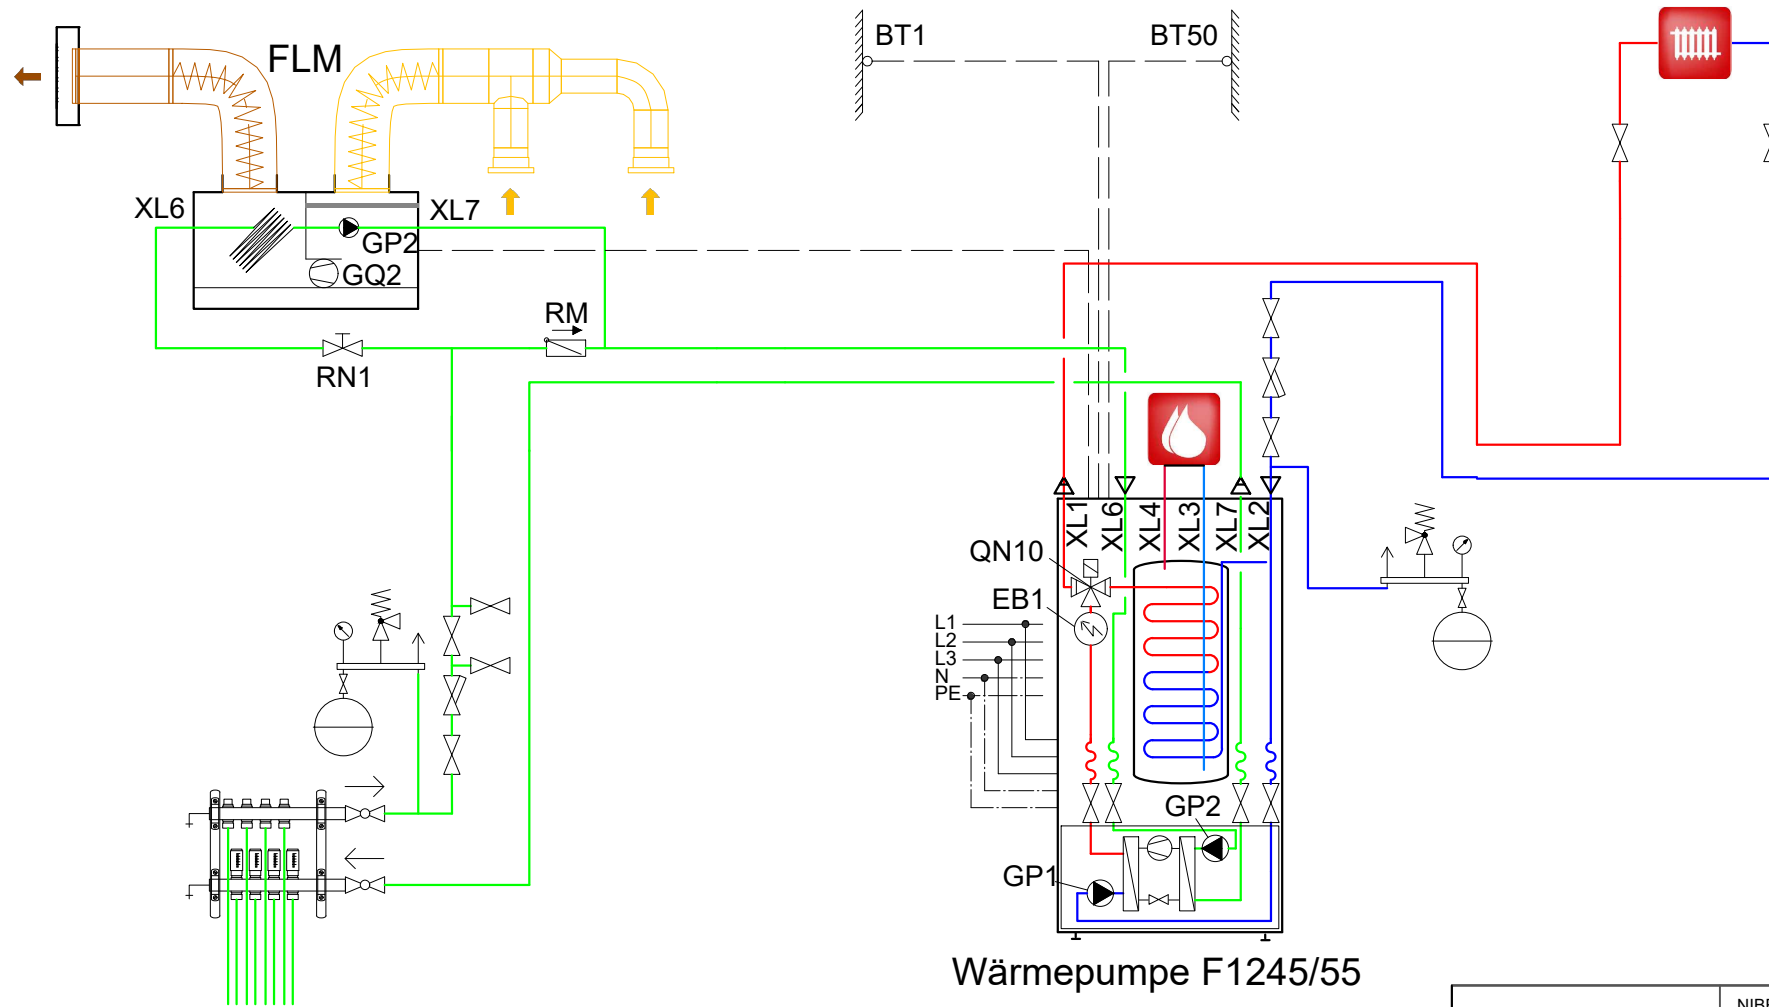 FLM
BT1
BT50
XL6
XL7
GP2
GQ2
RM
RN1
XL1
XL6
XL4
XL3
XL7
XL2
QN10
EB1
L1
L2
L3
N
PE
GP2
GP1
Wärmepumpe F1245/55